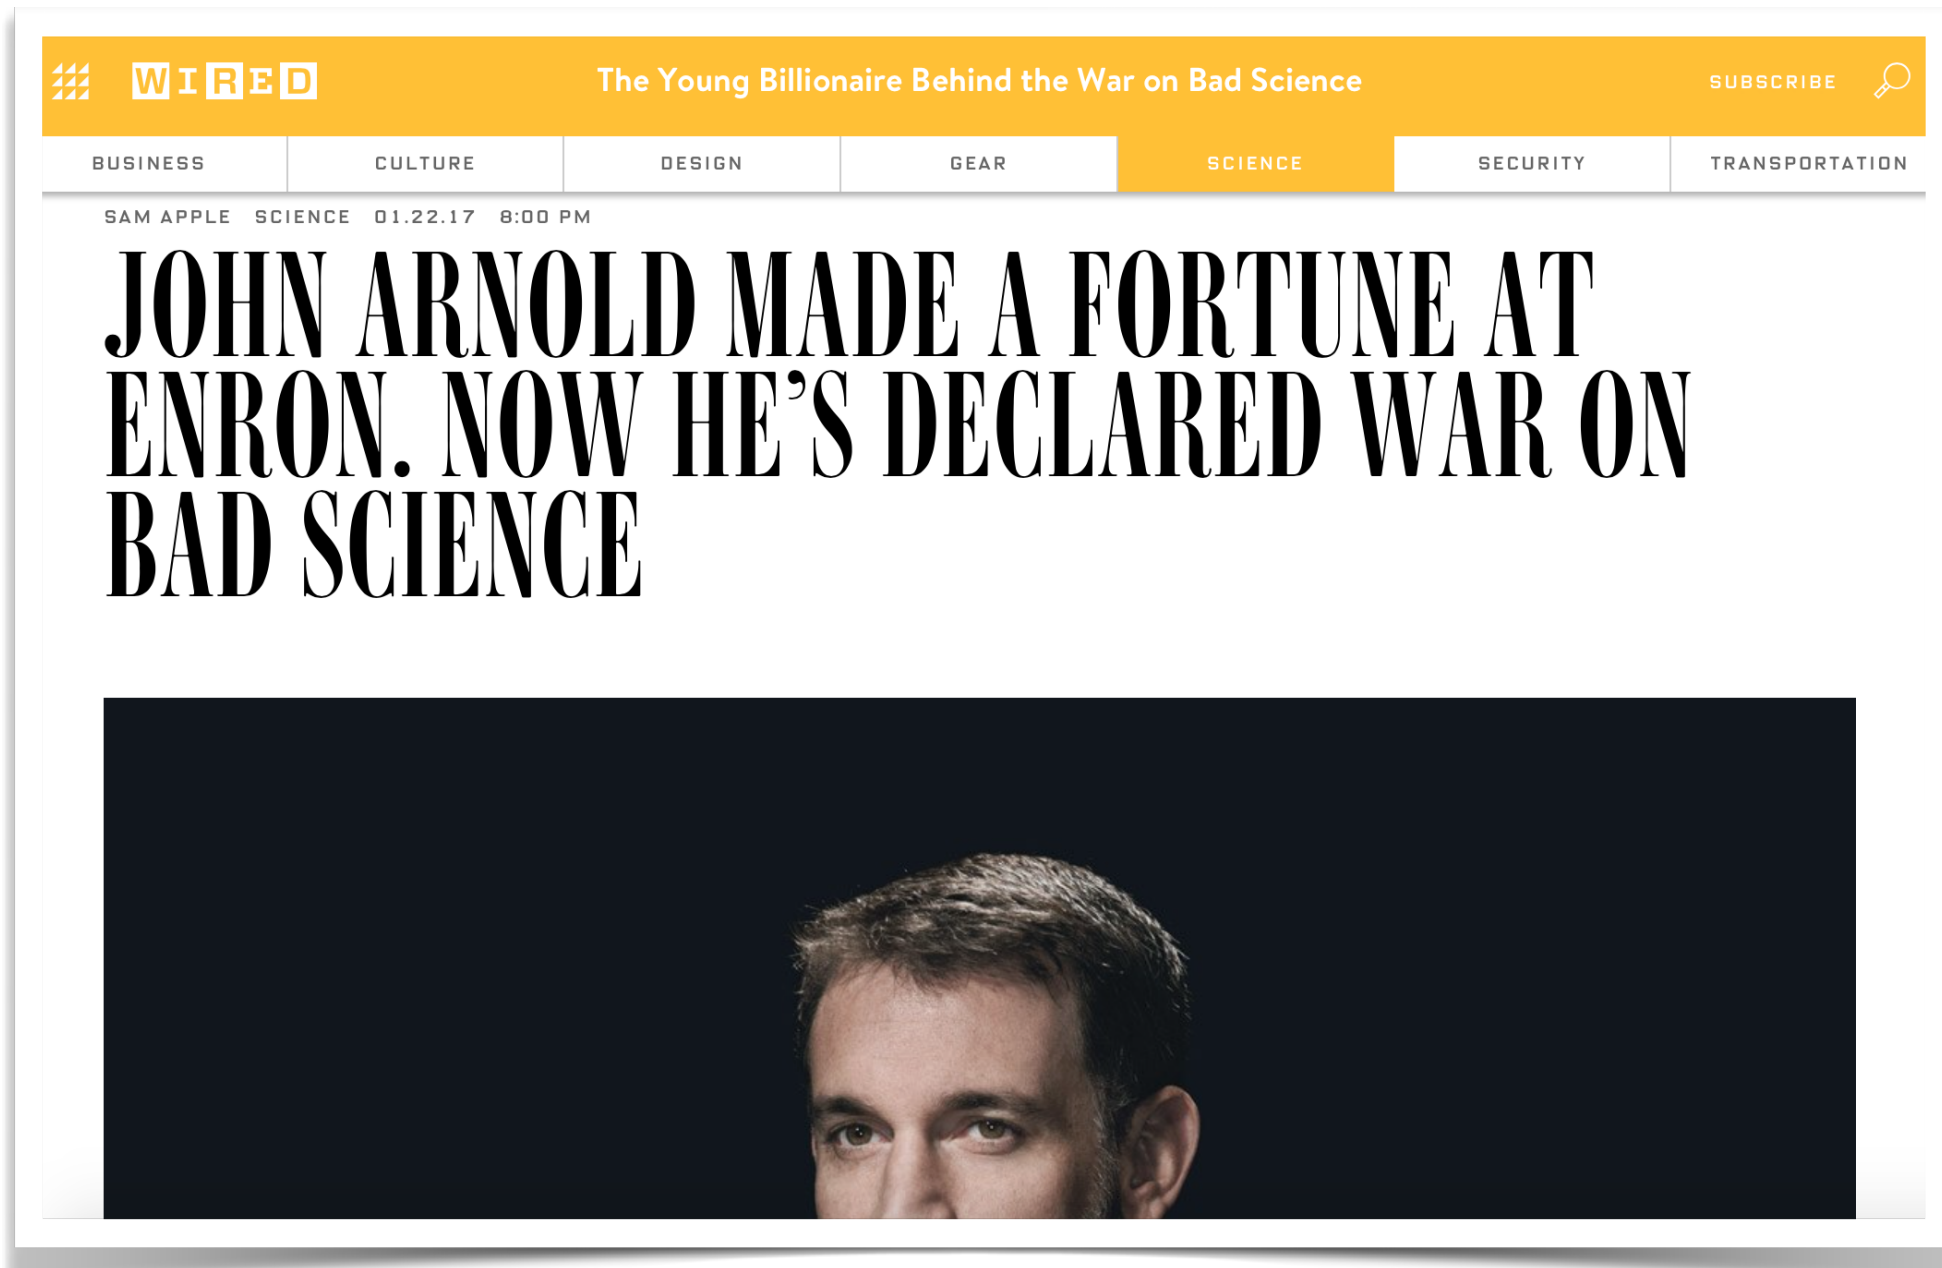 WIRED
The Young Billionaire Behind the War on Bad Science
SUBSCRIBE
BUSINESS
CULTURE
DESIGN
GEAR
SCIENCE
SECURITY
TRANSPORTATION
SAM APPLE SCIENCE 01.22.17 8:00 PM
JOHN ARNOLD MADE A FORTUNE AT
ENRON. NOW HE’S DECLARED WAR ON
BAD SCIENCE